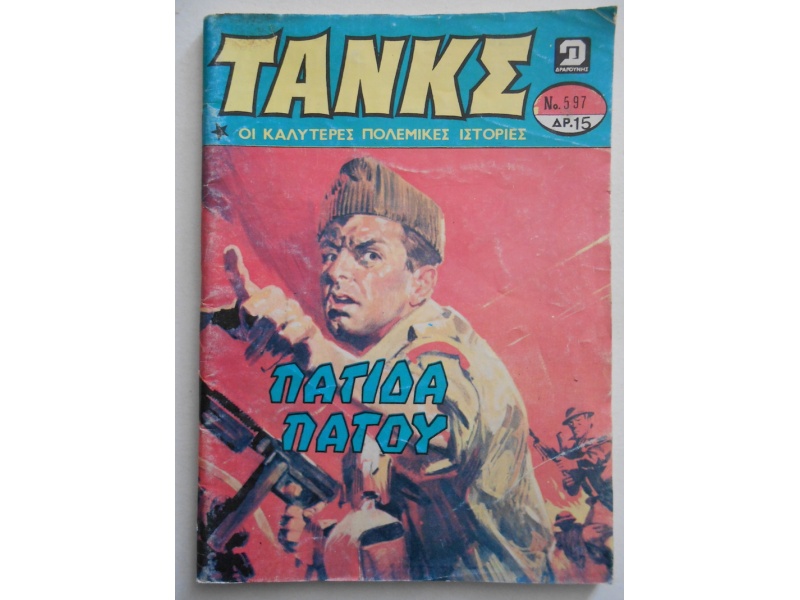 ΤΑΝΚΣ
ΔΡΑΓΟΥΝΗΣ
No. 597
ΔΡ.15
ΟΙ ΚΑΛΥΤΕΡΕΣ ΠΟΛΕΜΙΚΕΣ ΙΣΤΟΡΙΕΣ
ΠΑΓΙΔΑ
ΠΑΓΟΥ